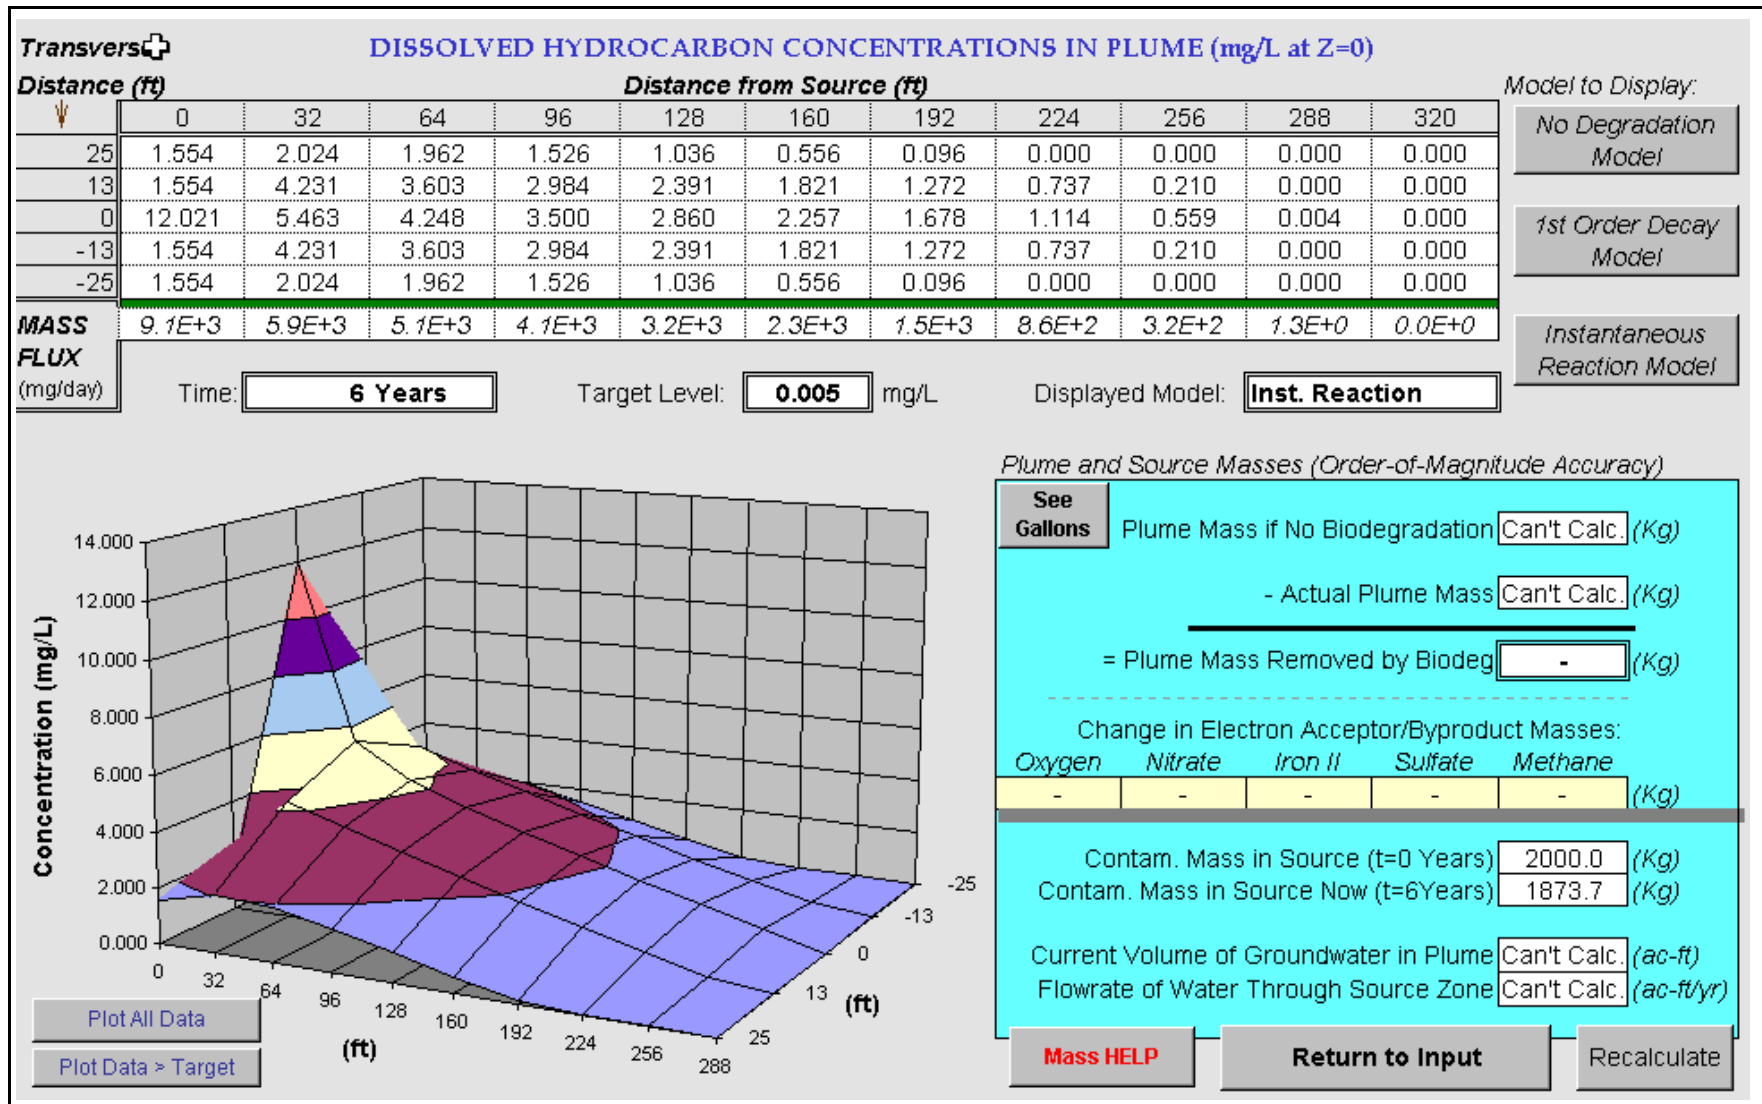 Transvers
DISSOLVED HYDROCARBON CONCENTRATIONS IN PLUME (mg/L at Z=0)
Distance (ft)
Distance from Source (ft)
Model to Display:
0 32 64 96 128 160 192 224 256 288 320
25 1.554 2.024 1.962 1.526 1.036 0.556 0.096 0.000 0.000 0.000 0.000
13 1.554 4.231 3.603 2.984 2.391 1.821 1.272 0.737 0.210 0.000 0.000
0 12.021 5.463 4.248 3.500 2.860 2.257 1.678 1.114 0.559 0.004 0.000
-13 1.554 4.231 3.603 2.984 2.391 1.821 1.272 0.737 0.210 0.000 0.000
-25 1.554 2.024 1.962 1.526 1.036 0.556 0.096 0.000 0.000 0.000 0.000
MASS 9.1E+3 5.9E+3 5.1E+3 4.1E+3 3.2E+3 2.3E+3 1.5E+3 8.6E+2 3.2E+2 1.3E+0 0.0E+0
FLUX
(mg/day)
No Degradation
Model
1st Order Decay
Model
Instantaneous
Reaction Model
Time: 6 Years
Target Level: 0.005 mg/L
Displayed Model: Inst. Reaction
14.000
12.000
10.000
8.000
6.000
4.000
2.000
0.000
Concentration (mg/L)
0
32
64
96
128
160
192
224
256
288
(ft)
-25
-13
0
13
25
(ft)
Plot All Data
Plot Data > Target
Plume and Source Masses (Order-of-Magnitude Accuracy)
See
Gallons
Plume Mass if No Biodegradation Can't Calc. (Kg)
- Actual Plume Mass Can't Calc. (Kg)
= Plume Mass Removed by Biodeg - (Kg)
Change in Electron Acceptor/Byproduct Masses:
Oxygen Nitrate Iron II Sulfate Methane
- - - - - (Kg)
Contam. Mass in Source (t=0 Years) 2000.0 (Kg)
Contam. Mass in Source Now (t=6Years) 1873.7 (Kg)
Current Volume of Groundwater in Plume Can't Calc. (ac-ft)
Flowrate of Water Through Source Zone Can't Calc. (ac-ft/yr)
Mass HELP
Return to Input
Recalculate